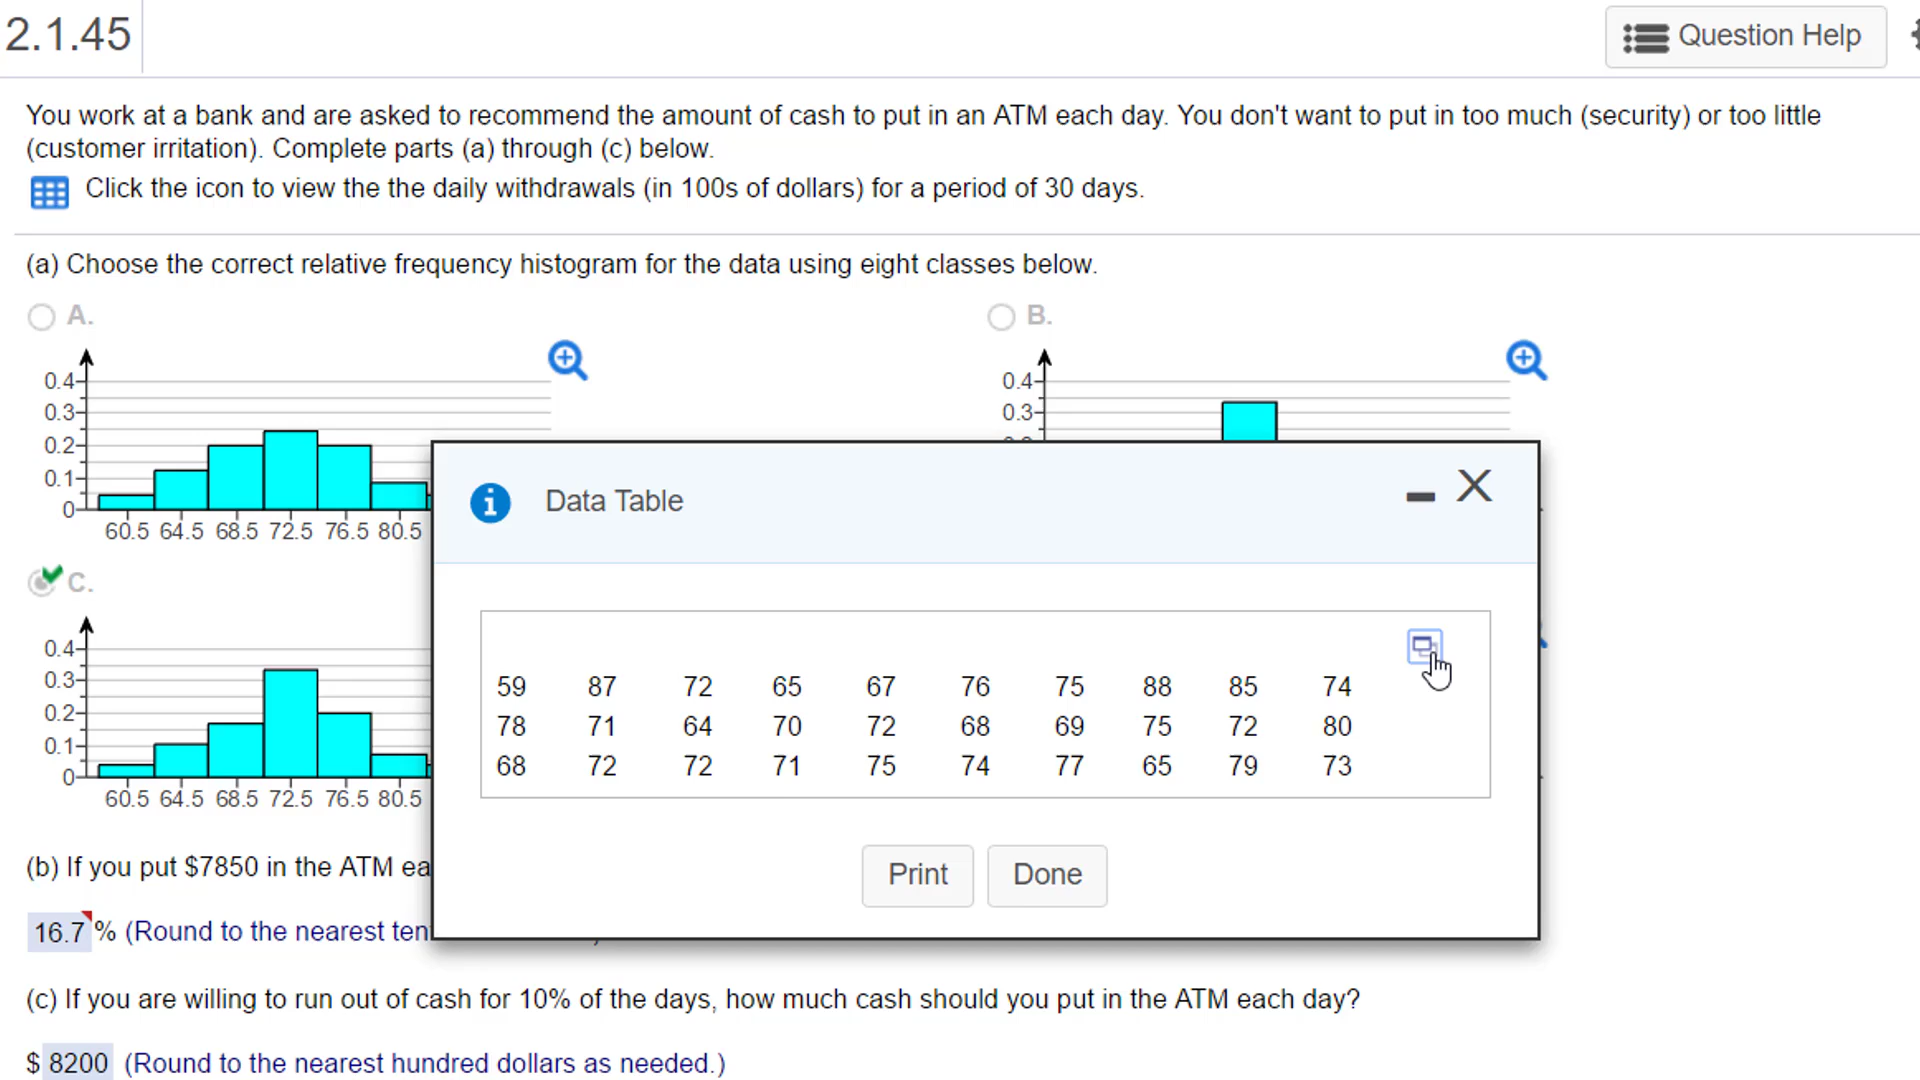 2.1.45
Question Help
You work at a bank and are asked to recommend the amount of cash to put in an ATM each day. You don't want to put in too much (security) or too little
(customer irritation). Complete parts (a) through (c) below.
Click the icon to view the the daily withdrawals (in 100s of dollars) for a period of 30 days.
(a) Choose the correct relative frequency histogram for the data using eight classes below.
A.
0.4
0.3
0.2
0.1
0
60.5 64.5 68.5 72.5 76.5 80.5
B.
0.4
0.3
C.
0.4
0.3
0.2
0.1
0
60.5 64.5 68.5 72.5 76.5 80.5
Data Table
59 87 72 65 67 76 75 88 85 74
78 71 64 70 72 68 69 75 72 80
68 72 72 71 75 74 77 65 79 73
Print Done
(b) If you put $7850 in the ATM ea
16.7 % (Round to the nearest ten
(c) If you are willing to run out of cash for 10% of the days, how much cash should you put in the ATM each day?
$ 8200 (Round to the nearest hundred dollars as needed.)